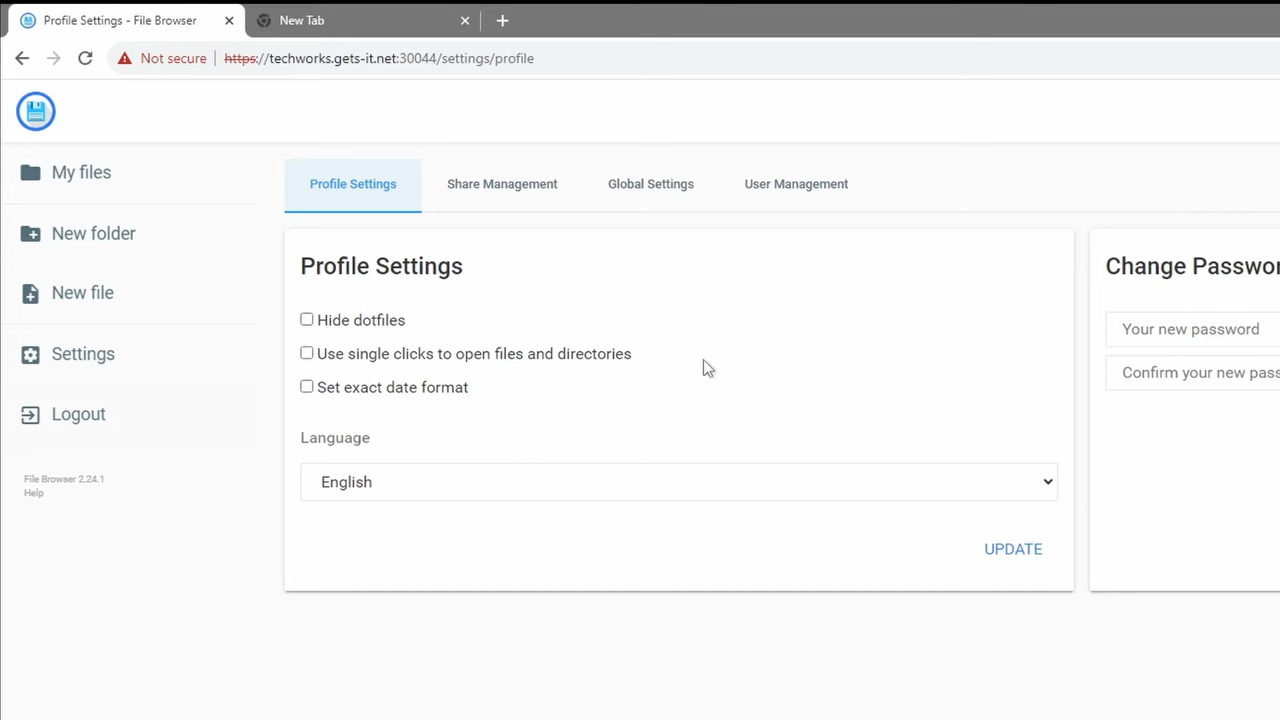 Profile Settings - File Browser
New Tab
Not secure
https://techworks.gets-it.net:30044/settings/profile
My files
New folder
New file
Settings
Logout
File Browser 2.24.1
Help
Profile Settings
Share Management
Global Settings
User Management
Profile Settings
Hide dotfiles
Use single clicks to open files and directories
Set exact date format
Language
English
UPDATE
Change Passwor
Your new password
Confirm your new pass